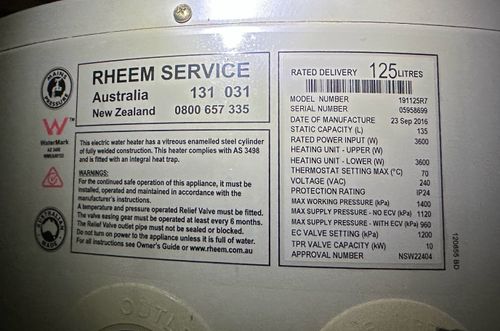 MAINS PRESSURE
RHEEM SERVICE
Australia 131 031
New Zealand 0800 657 335
WaterMark
AS 3498
This electric water heater has a vitreous enamelled steel cylinder
of fully welded construction. This heater complies with AS 3498
and is fitted with an integral heat trap.
WARNINGS:
For the continued safe operation of this appliance, it must be
installed, operated and maintained in accordance with the
manufacturer's instructions.
A temperature and pressure operated Relief Valve must be fitted.
The valve easing gear must be operated at least every 6 months.
The Relief Valve outlet pipe must not be sealed or blocked.
Do not turn on power to the appliance unless it is full of water.
For all instructions see Owner's Guide or www.rheem.com.au
AUSTRALIAN MADE
RATED DELIVERY 125 LITRES
MODEL NUMBER 191125R7
SERIAL NUMBER 05958699
DATE OF MANUFACTURE 23 Sep 2016
STATIC CAPACITY (L) 135
RATED POWER INPUT (W) 3600
HEATING UNIT - UPPER (W)
HEATING UNIT - LOWER (W) 3600
THERMOSTAT SETTING MAX (°C) 70
VOLTAGE (VAC) 240
PROTECTION RATING IP24
MAX WORKING PRESSURE (kPa) 1400
MAX SUPPLY PRESSURE - NO ECV (kPa) 1120
MAX SUPPLY PRESSURE - WITH ECV (kPa) 960
EC VALVE SETTING (kPa) 1200
TPR VALVE CAPACITY (kW) 10
APPROVAL NUMBER NSW22404
120855 BD